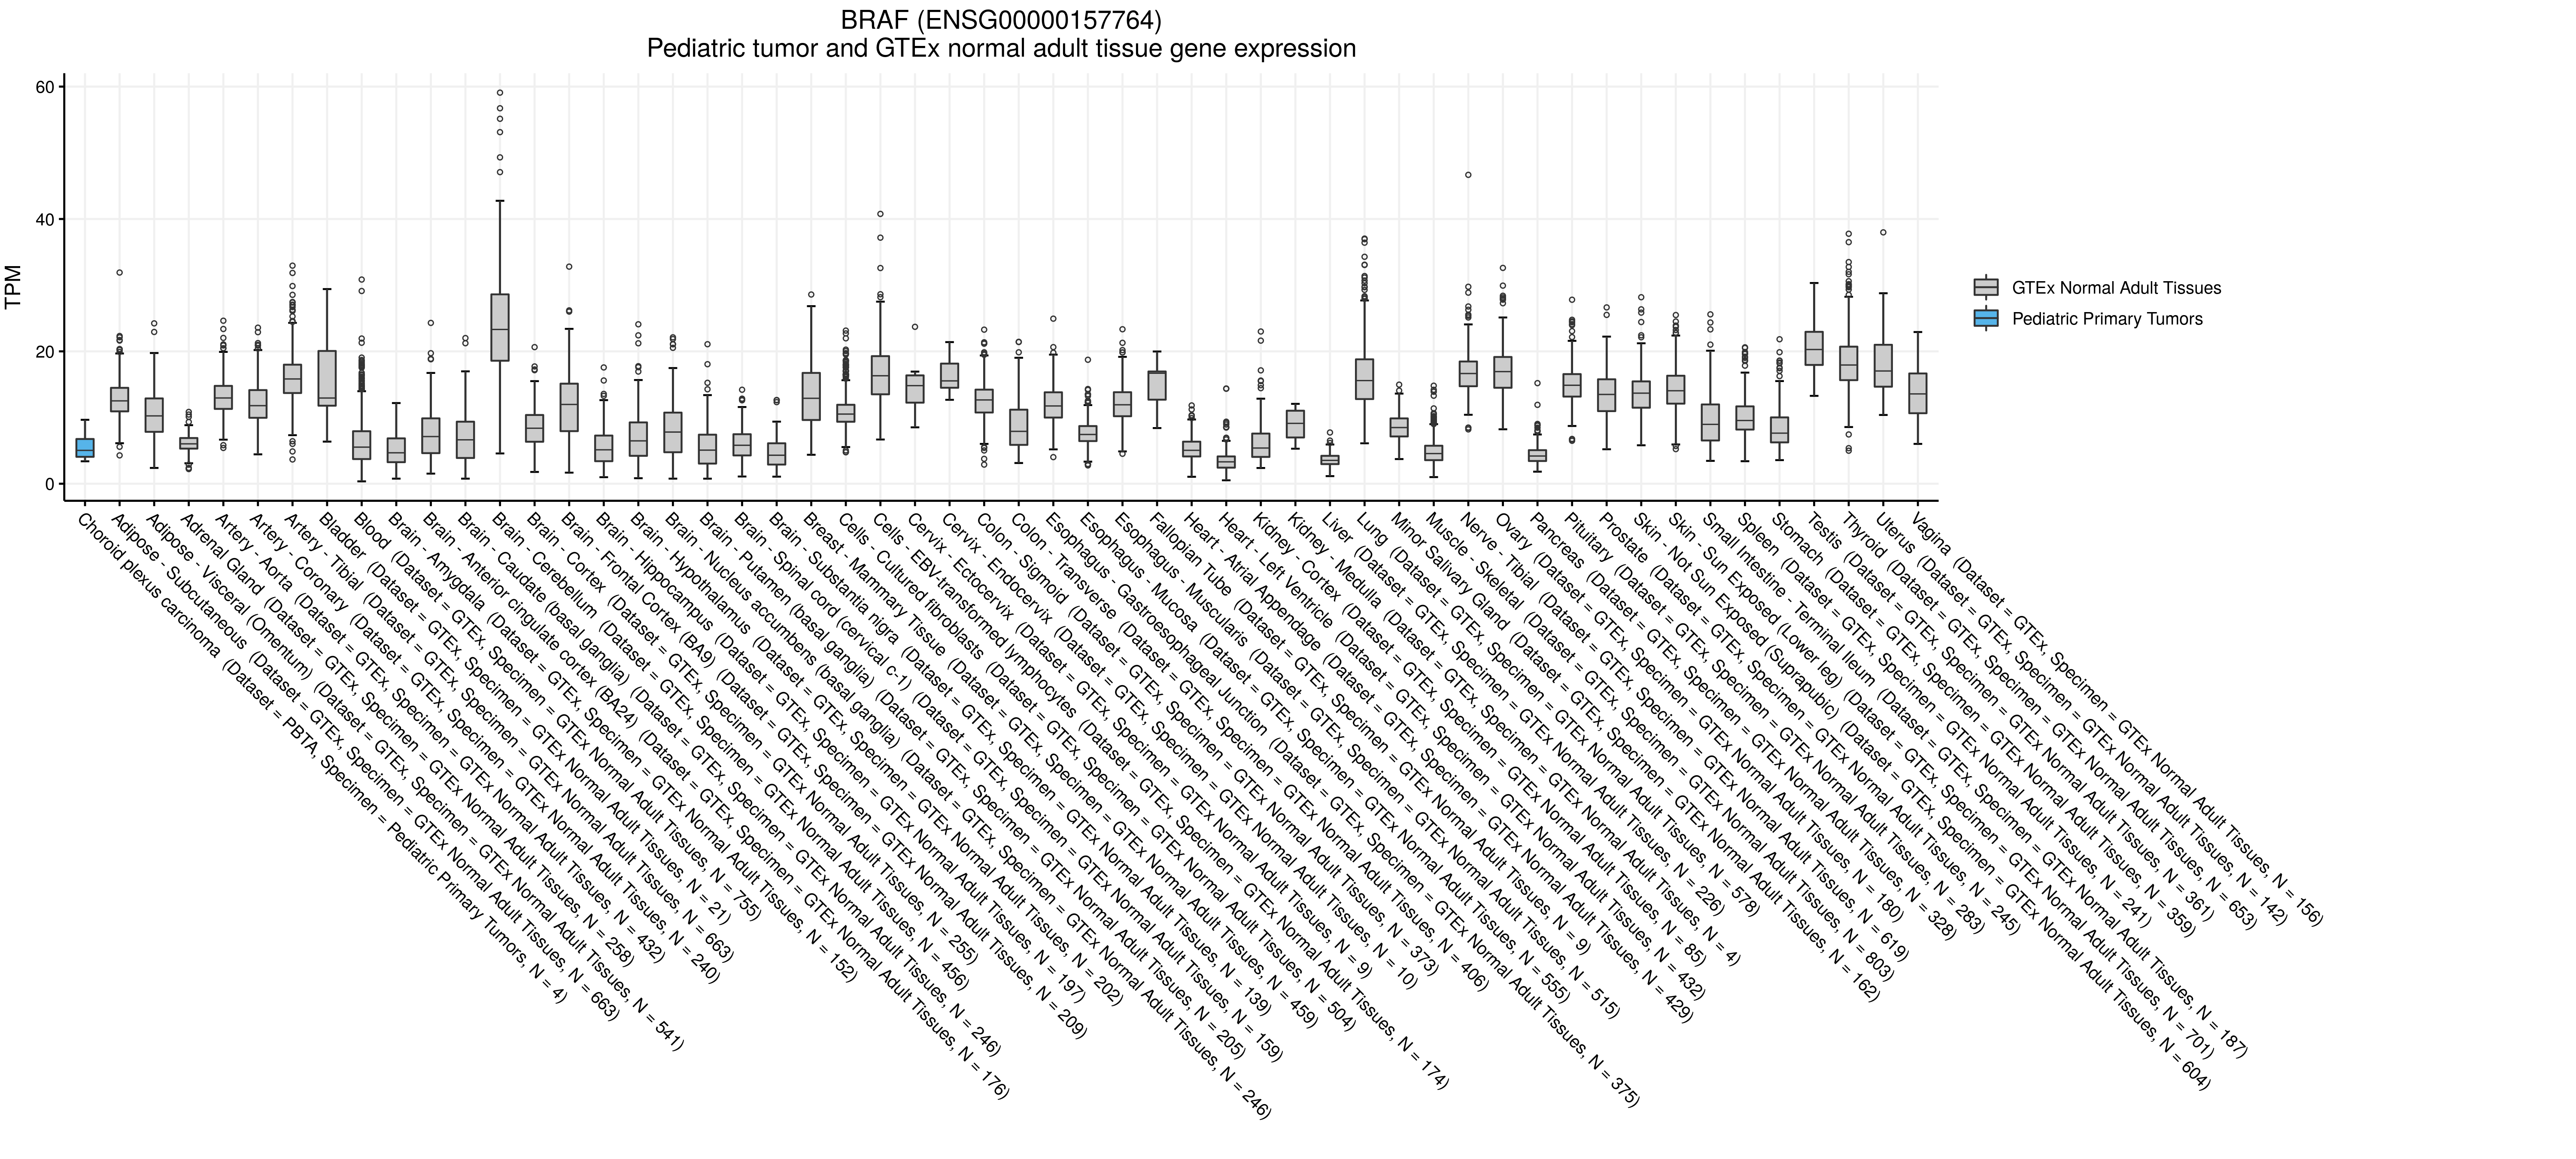 BRAF (ENSG00000157764)
Pediatric tumor and GTEx normal adult tissue gene expression
TPM
60
40
20
0
GTEx Normal Adult Tissues
Pediatric Primary Tumors
Choroid plexus carcinoma (Dataset = PBTA, Specimen = Pediatric Primary Tumors, N = 4)
Adipose - Subcutaneous (Dataset = GTEx, Specimen = GTEx Normal Adult Tissues, N = 663)
Adipose - Visceral (Omentum) (Dataset = GTEx, Specimen = GTEx Normal Adult Tissues, N = 541)
Adrenal Gland (Dataset = GTEx, Specimen = GTEx Normal Adult Tissues, N = 258)
Artery - Aorta (Dataset = GTEx, Specimen = GTEx Normal Adult Tissues, N = 432)
Artery - Coronary (Dataset = GTEx, Specimen = GTEx Normal Adult Tissues, N = 240)
Artery - Tibial (Dataset = GTEx, Specimen = GTEx Normal Adult Tissues, N = 663)
Bladder (Dataset = GTEx, Specimen = GTEx Normal Adult Tissues, N = 21)
Blood (Dataset = GTEx, Specimen = GTEx Normal Adult Tissues, N = 755)
Brain - Amygdala (Dataset = GTEx, Specimen = GTEx Normal Adult Tissues, N = 152)
Brain - Anterior cingulate cortex (BA24) (Dataset = GTEx, Specimen = GTEx Normal Adult Tissues, N = 176)
Brain - Caudate (basal ganglia) (Dataset = GTEx, Specimen = GTEx Normal Adult Tissues, N = 246)
Brain - Cerebellum (Dataset = GTEx, Specimen = GTEx Normal Adult Tissues, N = 456)
Brain - Cortex (Dataset = GTEx, Specimen = GTEx Normal Adult Tissues, N = 255)
Brain - Frontal Cortex (BA9) (Dataset = GTEx, Specimen = GTEx Normal Adult Tissues, N = 209)
Brain - Hippocampus (Dataset = GTEx, Specimen = GTEx Normal Adult Tissues, N = 197)
Brain - Hypothalamus (Dataset = GTEx, Specimen = GTEx Normal Adult Tissues, N = 202)
Brain - Nucleus accumbens (basal ganglia) (Dataset = GTEx, Specimen = GTEx Normal Adult Tissues, N = 246)
Brain - Putamen (basal ganglia) (Dataset = GTEx, Specimen = GTEx Normal Adult Tissues, N = 205)
Brain - Spinal cord (cervical c-1) (Dataset = GTEx, Specimen = GTEx Normal Adult Tissues, N = 159)
Brain - Substantia nigra (Dataset = GTEx, Specimen = GTEx Normal Adult Tissues, N = 139)
Breast - Mammary Tissue (Dataset = GTEx, Specimen = GTEx Normal Adult Tissues, N = 459)
Cells - Cultured fibroblasts (Dataset = GTEx, Specimen = GTEx Normal Adult Tissues, N = 504)
Cells - EBV-transformed lymphocytes (Dataset = GTEx, Specimen = GTEx Normal Adult Tissues, N = 174)
Cervix - Ectocervix (Dataset = GTEx, Specimen = GTEx Normal Adult Tissues, N = 9)
Cervix - Endocervix (Dataset = GTEx, Specimen = GTEx Normal Adult Tissues, N = 10)
Colon - Sigmoid (Dataset = GTEx, Specimen = GTEx Normal Adult Tissues, N = 373)
Colon - Transverse (Dataset = GTEx, Specimen = GTEx Normal Adult Tissues, N = 406)
Esophagus - Gastroesophageal Junction (Dataset = GTEx, Specimen = GTEx Normal Adult Tissues, N = 375)
Esophagus - Mucosa (Dataset = GTEx, Specimen = GTEx Normal Adult Tissues, N = 555)
Esophagus - Muscularis (Dataset = GTEx, Specimen = GTEx Normal Adult Tissues, N = 515)
Fallopian Tube (Dataset = GTEx, Specimen = GTEx Normal Adult Tissues, N = 9)
Heart - Atrial Appendage (Dataset = GTEx, Specimen = GTEx Normal Adult Tissues, N = 429)
Heart - Left Ventricle (Dataset = GTEx, Specimen = GTEx Normal Adult Tissues, N = 432)
Kidney - Cortex (Dataset = GTEx, Specimen = GTEx Normal Adult Tissues, N = 85)
Kidney - Medulla (Dataset = GTEx, Specimen = GTEx Normal Adult Tissues, N = 4)
Liver (Dataset = GTEx, Specimen = GTEx Normal Adult Tissues, N = 226)
Lung (Dataset = GTEx, Specimen = GTEx Normal Adult Tissues, N = 578)
Minor Salivary Gland (Dataset = GTEx, Specimen = GTEx Normal Adult Tissues, N = 162)
Muscle - Skeletal (Dataset = GTEx, Specimen = GTEx Normal Adult Tissues, N = 803)
Nerve - Tibial (Dataset = GTEx, Specimen = GTEx Normal Adult Tissues, N = 619)
Ovary (Dataset = GTEx, Specimen = GTEx Normal Adult Tissues, N = 180)
Pancreas (Dataset = GTEx, Specimen = GTEx Normal Adult Tissues, N = 328)
Pituitary (Dataset = GTEx, Specimen = GTEx Normal Adult Tissues, N = 283)
Prostate (Dataset = GTEx, Specimen = GTEx Normal Adult Tissues, N = 245)
Skin - Not Sun Exposed (Suprapubic) (Dataset = GTEx, Specimen = GTEx Normal Adult Tissues, N = 604)
Skin - Sun Exposed (Lower leg) (Dataset = GTEx, Specimen = GTEx Normal Adult Tissues, N = 701)
Small Intestine - Terminal Ileum (Dataset = GTEx, Specimen = GTEx Normal Adult Tissues, N = 187)
Spleen (Dataset = GTEx, Specimen = GTEx Normal Adult Tissues, N = 241)
Stomach (Dataset = GTEx, Specimen = GTEx Normal Adult Tissues, N = 359)
Testis (Dataset = GTEx, Specimen = GTEx Normal Adult Tissues, N = 361)
Thyroid (Dataset = GTEx, Specimen = GTEx Normal Adult Tissues, N = 653)
Uterus (Dataset = GTEx, Specimen = GTEx Normal Adult Tissues, N = 142)
Vagina (Dataset = GTEx, Specimen = GTEx Normal Adult Tissues, N = 156)